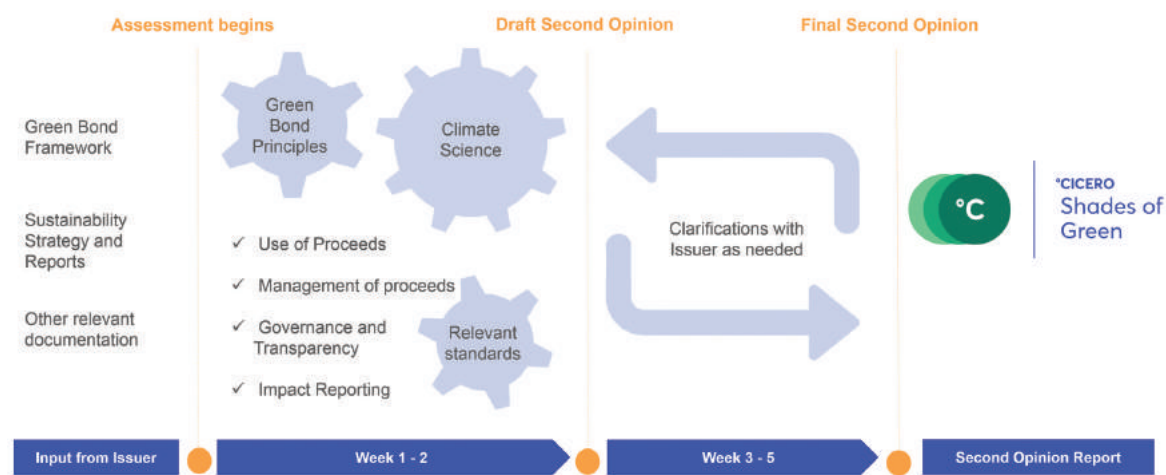 Assessment begins
Draft Second Opinion
Final Second Opinion
Green Bond
Framework
Sustainability
Strategy and
Reports
Other relevant
documentation
Green
Bond
Principles
Climate
Science
✓ Use of Proceeds
✓ Management of proceeds
✓ Governance and
Transparency
✓ Impact Reporting
Relevant
standards
Clarifications with
Issuer as needed
°C
°CICERO
Shades of
Green
Input from Issuer
Week 1 - 2
Week 3 - 5
Second Opinion Report